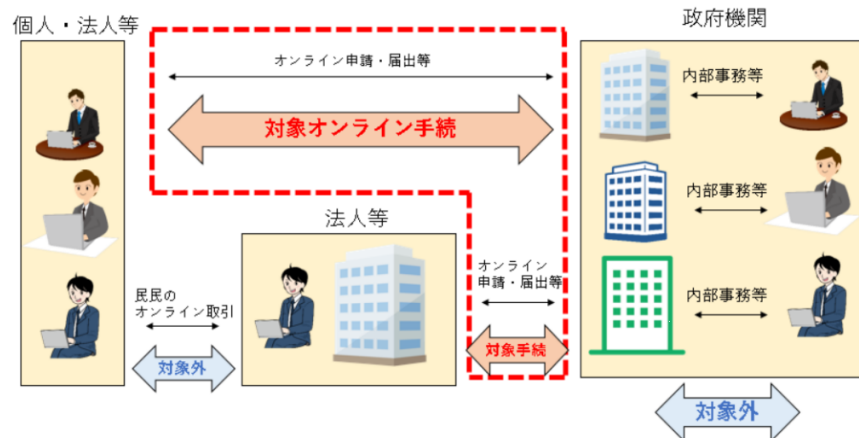 個人・法人等
政府機関
オンライン申請・届出等
対象オンライン手続
内部事務等
内部事務等
内部事務等
法人等
民民の
オンライン取引
対象外
オンライン
申請・届出等
対象手続
対象外